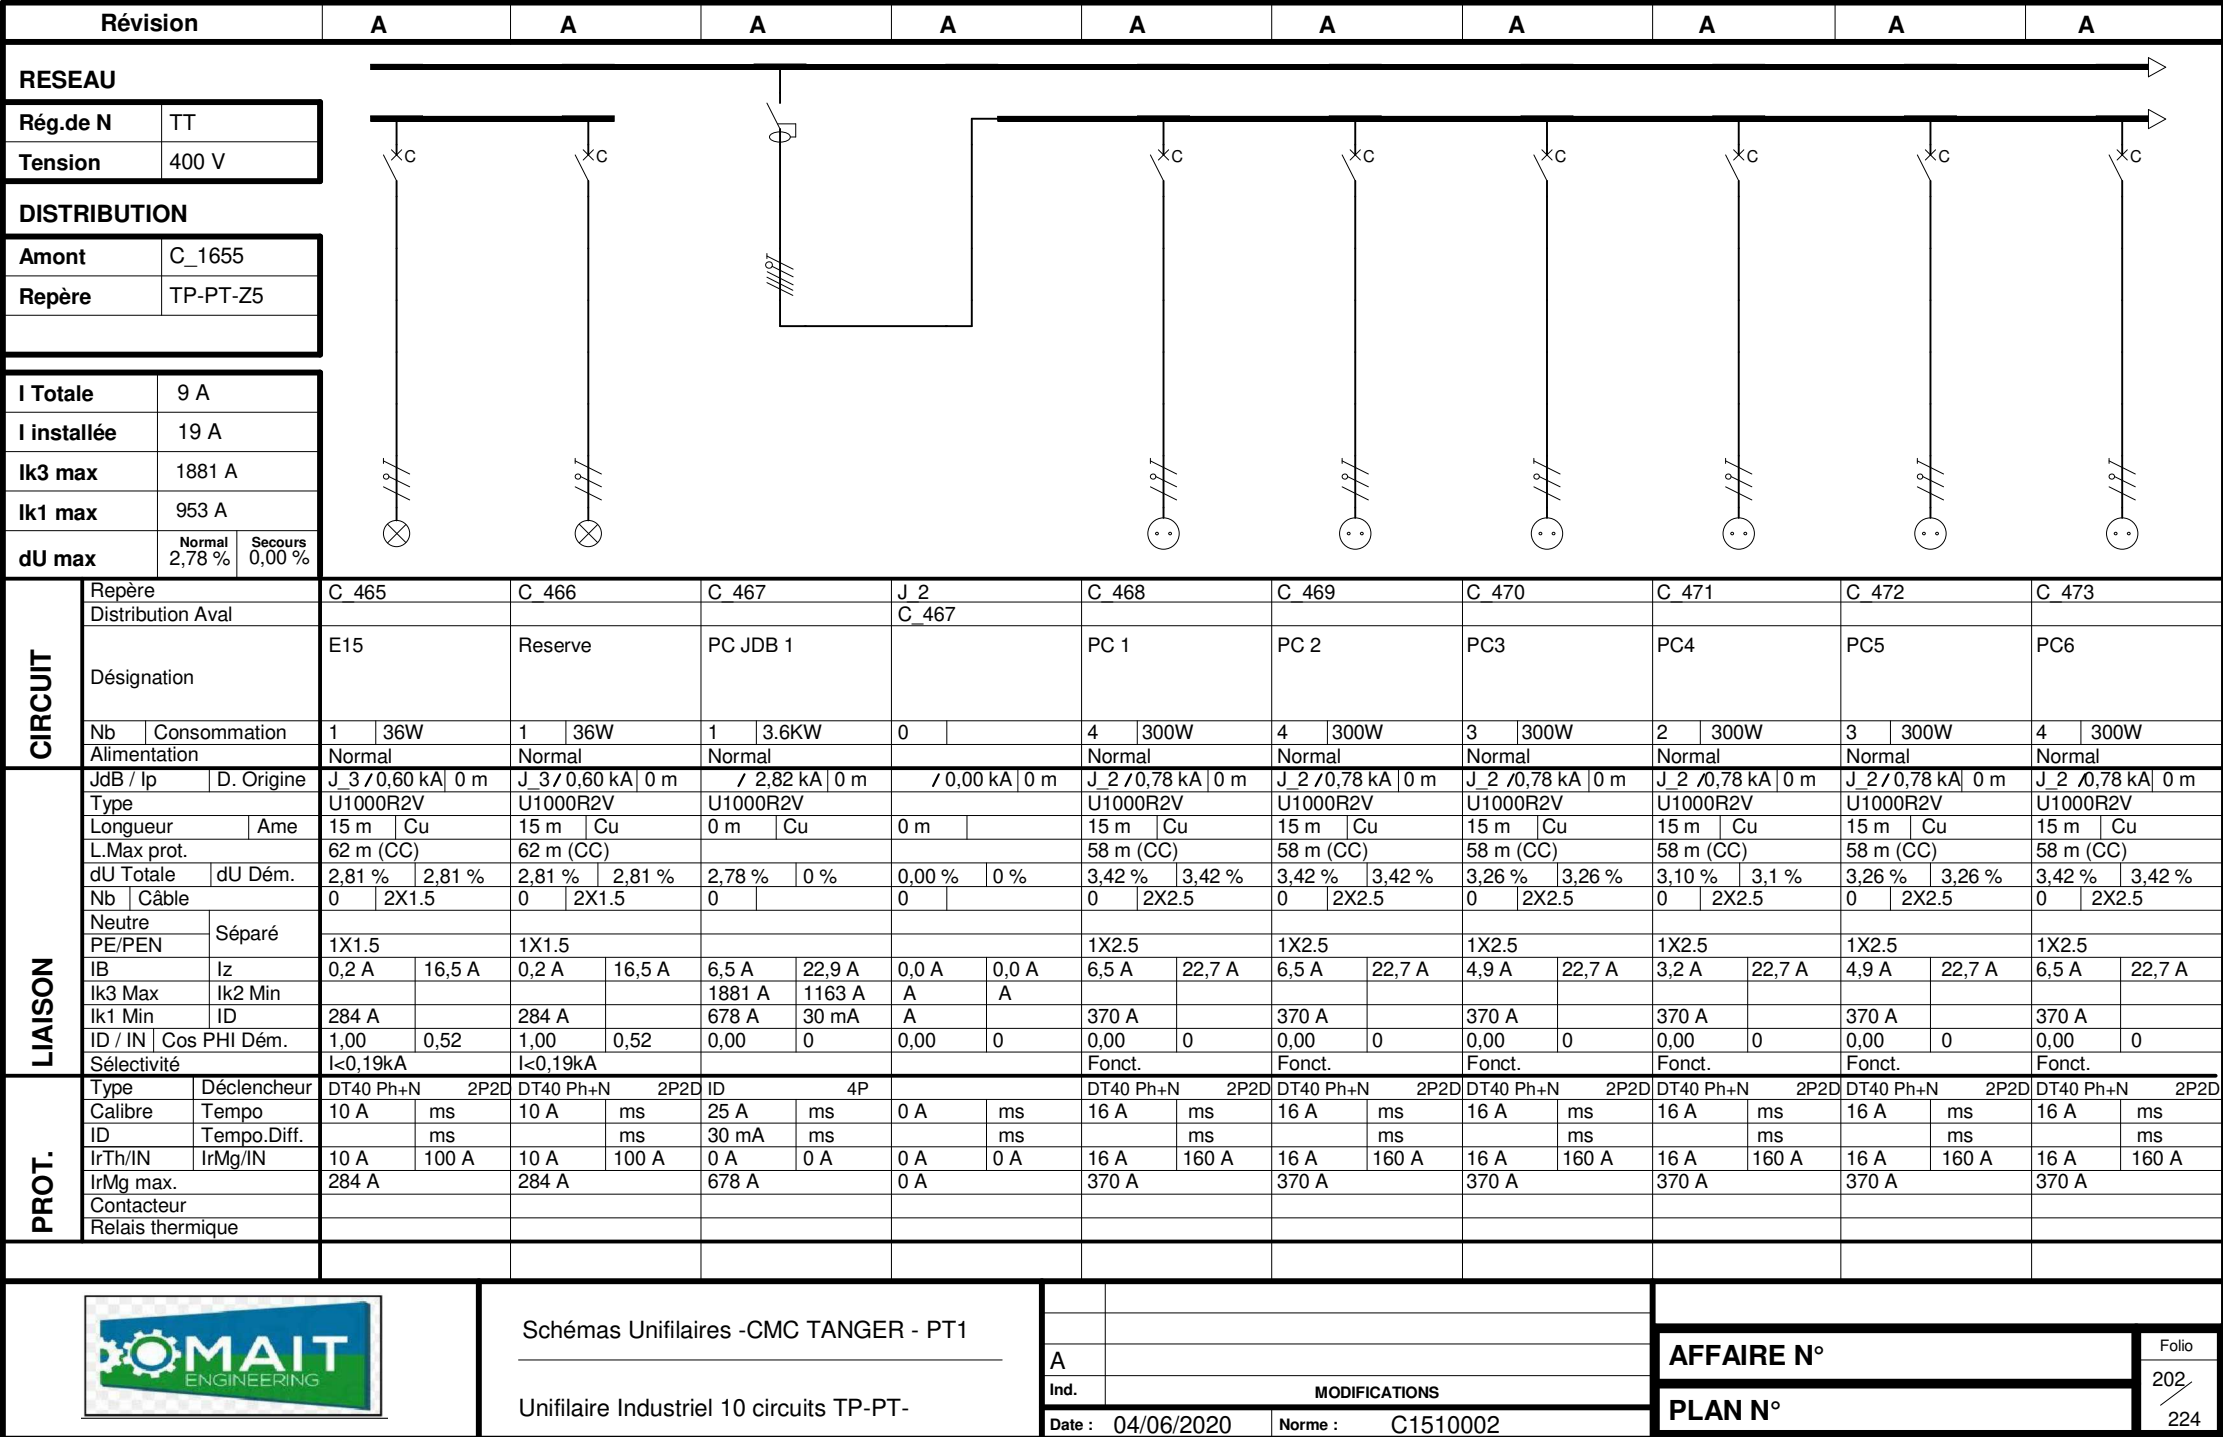 Révision A A A A A A A A A A
RESEAU
Rég.de N TT
Tension 400 V
C C C C C C C C
DISTRIBUTION
Amont C_1655
Repère TP-PT-Z5
I Totale 9 A
I installée 19 A
Ik3 max 1881 A
Ik1 max 953 A
dU max Normal 2,78 % Secours 0,00 %
CIRCUIT
Repère C_465 C_466 C_467 J_2 C_468 C_469 C_470 C_471 C_472 C_473
Distribution Aval C_467
Désignation E15 Reserve PC JDB 1 PC 1 PC 2 PC3 PC4 PC5 PC6
Nb Consommation 1 36W 1 36W 1 3.6KW 0 4 300W 4 300W 3 300W 2 300W 3 300W 4 300W
Alimentation Normal Normal Normal Normal Normal Normal Normal Normal Normal
LIAISON
JdB / Ip D. Origine J_3 / 0,60 kA 0 m J_3 / 0,60 kA 0 m / 2,82 kA 0 m / 0,00 kA 0 m J_2 / 0,78 kA 0 m J_2 / 0,78 kA 0 m J_2 / 0,78 kA 0 m J_2 / 0,78 kA 0 m J_2 / 0,78 kA 0 m J_2 / 0,78 kA 0 m
Type U1000R2V U1000R2V U1000R2V U1000R2V U1000R2V U1000R2V U1000R2V U1000R2V U1000R2V
Longueur Ame 15 m Cu 15 m Cu 0 m Cu 0 m 15 m Cu 15 m Cu 15 m Cu 15 m Cu 15 m Cu 15 m Cu
L.Max prot. 62 m (CC) 62 m (CC) 58 m (CC) 58 m (CC) 58 m (CC) 58 m (CC) 58 m (CC) 58 m (CC)
dU Totale dU Dém. 2,81 % 2,81 % 2,81 % 2,81 % 2,78 % 0 % 0,00 % 0 % 3,42 % 3,42 % 3,42 % 3,42 % 3,26 % 3,26 % 3,10 % 3,1 % 3,26 % 3,26 % 3,42 % 3,42 %
Nb Câble 0 2X1.5 0 2X1.5 0 0 0 2X2.5 0 2X2.5 0 2X2.5 0 2X2.5 0 2X2.5 0 2X2.5
Neutre Séparé
PE/PEN 1X1.5 1X1.5 1X2.5 1X2.5 1X2.5 1X2.5 1X2.5 1X2.5
IB Iz 0,2 A 16,5 A 0,2 A 16,5 A 6,5 A 22,9 A 0,0 A 0,0 A 6,5 A 22,7 A 6,5 A 22,7 A 4,9 A 22,7 A 3,2 A 22,7 A 4,9 A 22,7 A 6,5 A 22,7 A
Ik3 Max Ik2 Min 1881 A 1163 A A A
Ik1 Min ID 284 A 284 A 678 A 30 mA A 370 A 370 A 370 A 370 A 370 A 370 A
ID / IN Cos PHI Dém. 1,00 0,52 1,00 0,52 0,00 0 0,00 0 0,00 0 0,00 0 0,00 0 0,00 0 0,00 0 0,00 0
Sélectivité I<0,19kA I<0,19kA Fonct. Fonct. Fonct. Fonct. Fonct. Fonct.
PROT.
Type Déclencheur DT40 Ph+N 2P2D DT40 Ph+N 2P2D ID 4P DT40 Ph+N 2P2D DT40 Ph+N 2P2D DT40 Ph+N 2P2D DT40 Ph+N 2P2D DT40 Ph+N 2P2D DT40 Ph+N 2P2D
Calibre Tempo 10 A ms 10 A ms 25 A ms 0 A ms 16 A ms 16 A ms 16 A ms 16 A ms 16 A ms 16 A ms
ID Tempo.Diff. ms ms 30 mA ms ms ms ms ms ms ms ms
IrTh/IN IrMg/IN 10 A 100 A 10 A 100 A 0 A 0 A 0 A 0 A 16 A 160 A 16 A 160 A 16 A 160 A 16 A 160 A 16 A 160 A 16 A 160 A
IrMg max. 284 A 284 A 678 A 0 A 370 A 370 A 370 A 370 A 370 A 370 A
Contacteur
Relais thermique
OMAIT
ENGINEERING
Schémas Unifilaires -CMC TANGER - PT1
Unifilaire Industriel 10 circuits TP-PT-
A
Ind. MODIFICATIONS
Date : 04/06/2020 Norme : C1510002
AFFAIRE N°
PLAN N°
Folio
202
224